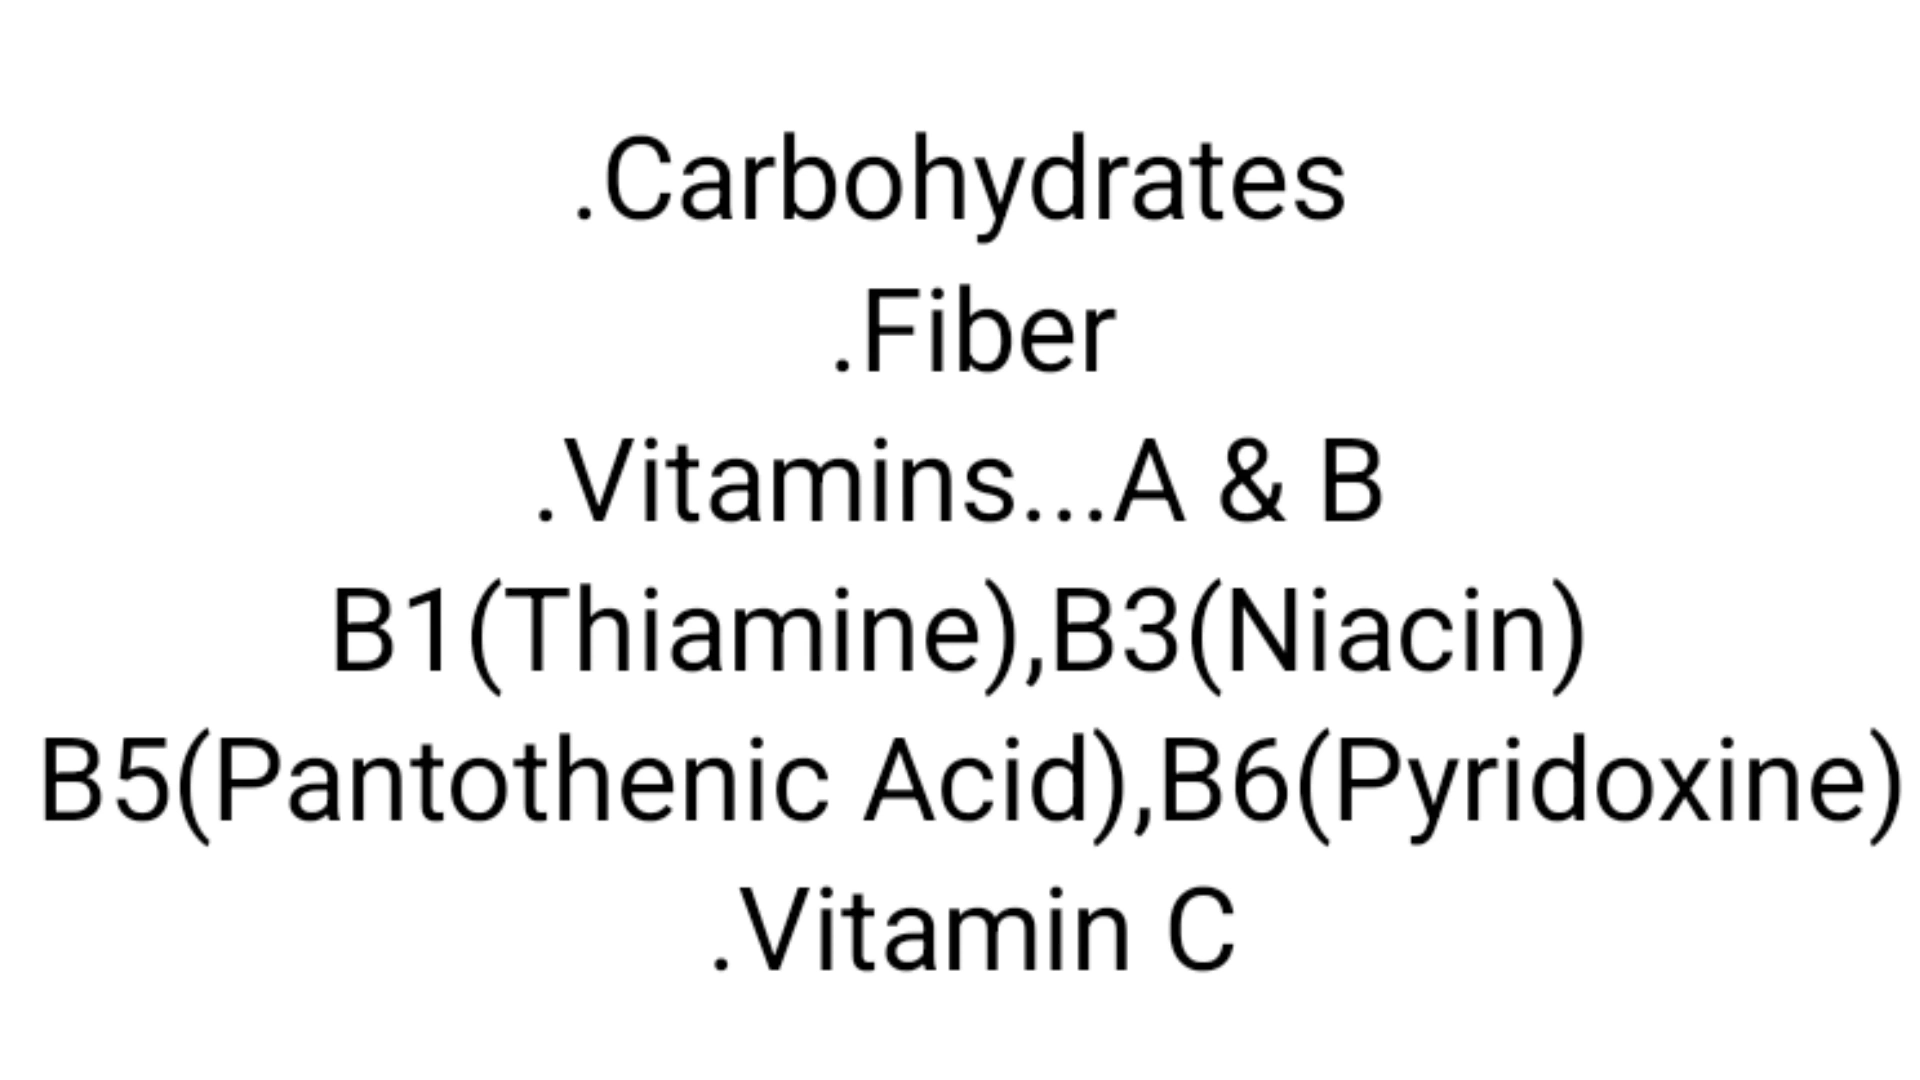 .Carbohydrates
.Fiber
.Vitamins...A & B
B1(Thiamine),B3(Niacin)
B5(Pantothenic Acid),B6(Pyridoxine)
.Vitamin C